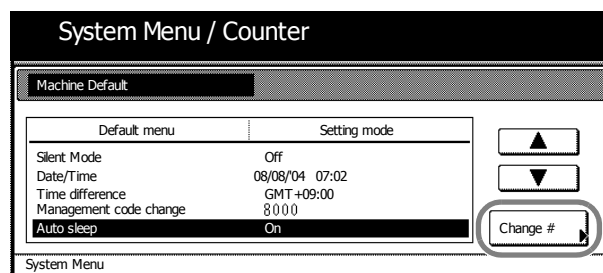 System Menu / Counter
Machine Default
Default menu Setting mode
Silent Mode Off
Date/Time 08/08/'04 07:02
Time difference GMT +09:00
Management code change 8000
Auto sleep On
Change #
System Menu